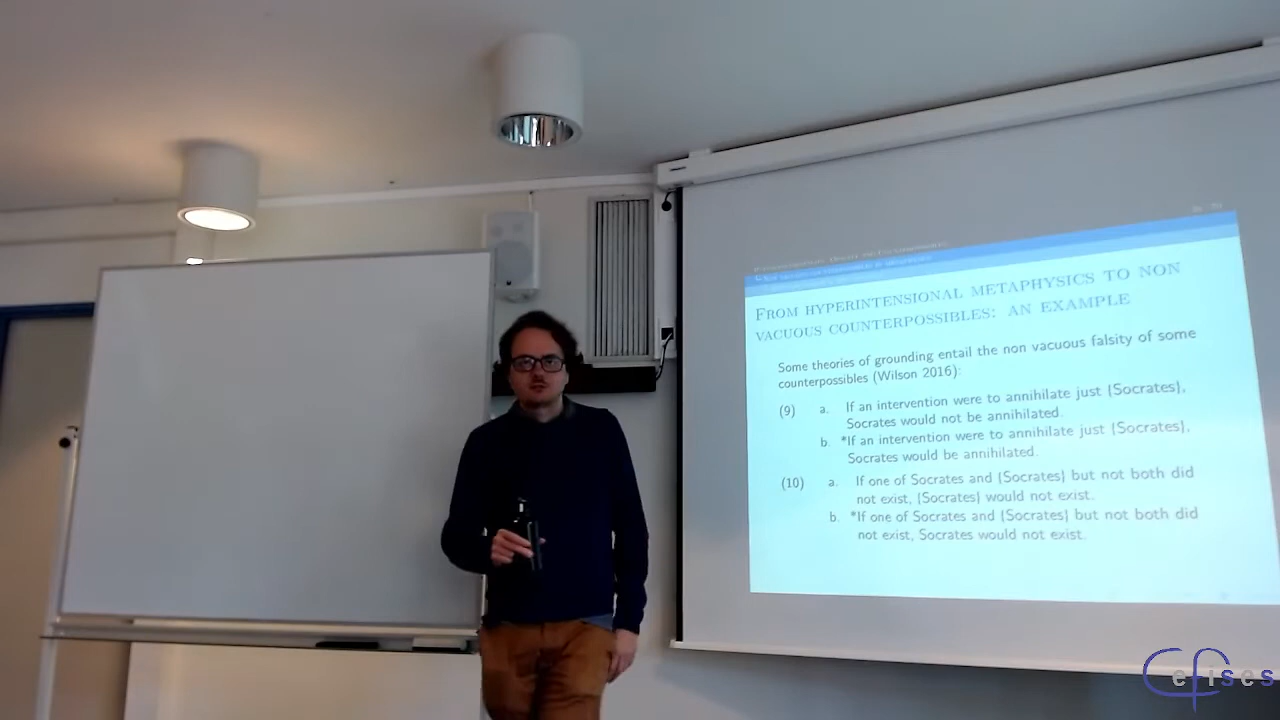 FROM HYPERINTENSIONAL METAPHYSICS TO NON
VACUOUS COUNTERPOSSIBLES: AN EXAMPLE
Some theories of grounding entail the non vacuous falsity of some
counterpossibles (Wilson 2016):
(9) a. If an intervention were to annihilate just {Socrates},
Socrates would not be annihilated.
b. *If an intervention were to annihilate just {Socrates},
Socrates would be annihilated.
(10) a. If one of Socrates and {Socrates} but not both did
not exist, {Socrates} would not exist.
b. *If one of Socrates and {Socrates} but not both did
not exist, Socrates would not exist.
Cefises